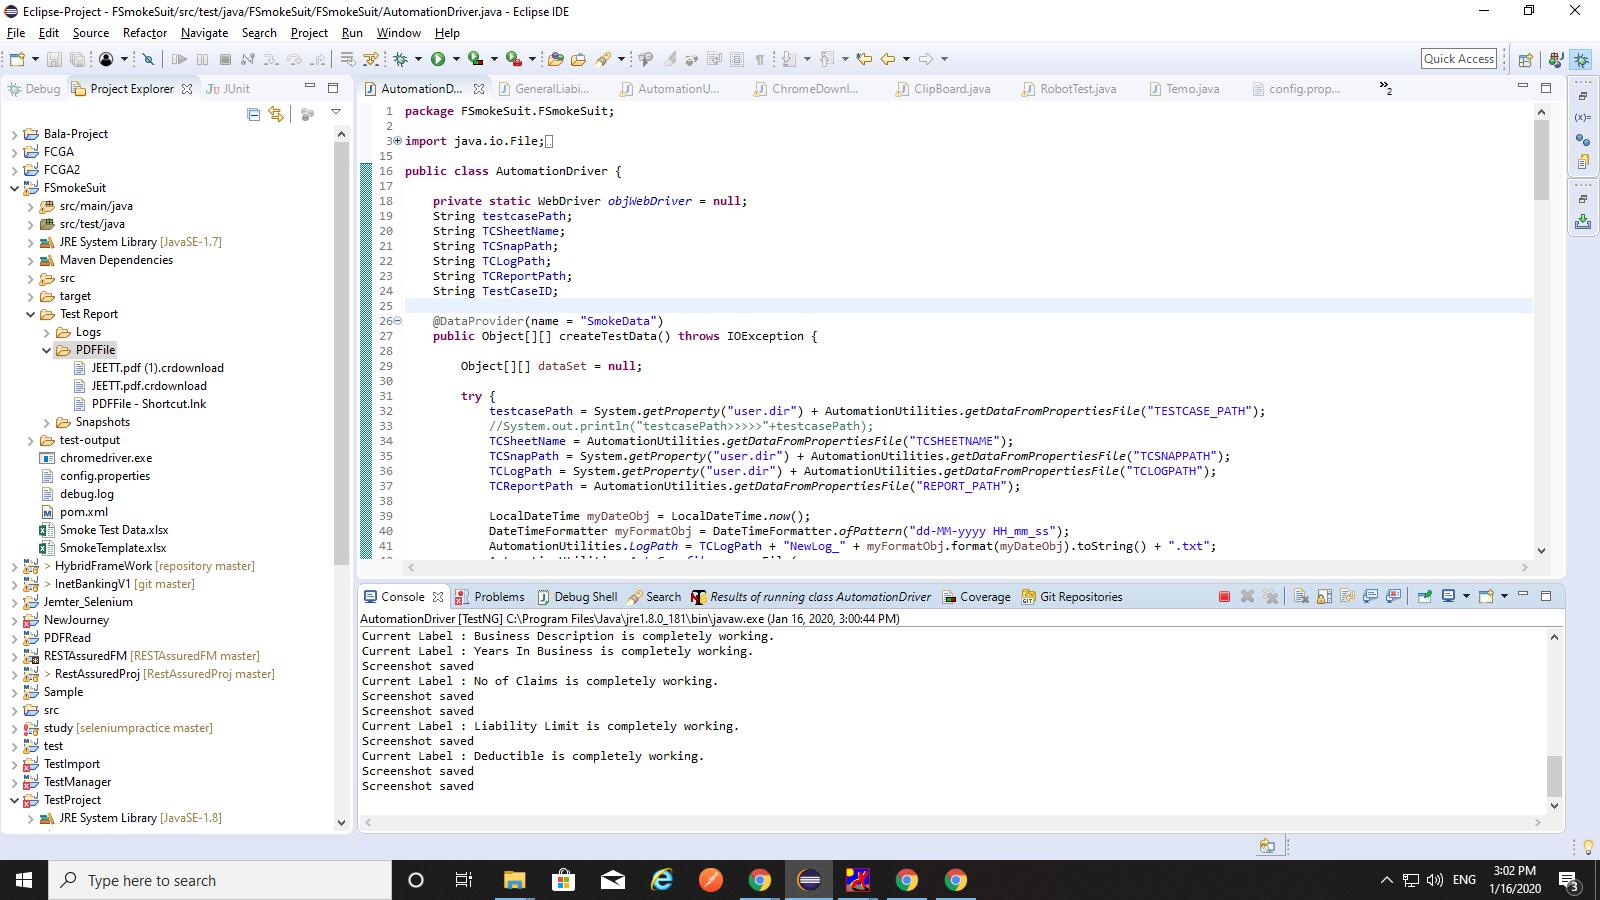 Eclipse-Project - FSmokeSuit/src/test/java/FSmokeSuit/FSmokeSuit/AutomationDriver.java - Eclipse IDE
File Edit Source Refactor Navigate Search Project Run Window Help
Quick Access
Debug Project Explorer JUnit
Bala-Project
FCGA
FCGA2
FSmokeSuit
src/main/java
src/test/java
JRE System Library [JavaSE-1.7]
Maven Dependencies
src
target
Test Report
Logs
PDFFile
JEETT.pdf (1).crdownload
JEETT.pdf.crdownload
PDFFile - Shortcut.lnk
Snapshots
test-output
chromedriver.exe
config.properties
debug.log
pom.xml
Smoke Test Data.xlsx
SmokeTemplate.xlsx
> HybridFrameWork [repository master]
> InetBankingV1 [git master]
Jemter_Selenium
NewJourney
PDFRead
RESTAssuredFM [RESTAssuredFM master]
> RestAssuredProj [RestAssuredProj master]
Sample
src
study [seleniumpractice master]
test
TestImport
TestManager
TestProject
JRE System Library [JavaSE-1.8]
AutomationD... GeneralLiabi... AutomationU... ChromeDownl... ClipBoard.java RobotTest.java Temo.java config.prop... »2
1 package FSmokeSuit.FSmokeSuit;
2
3 import java.io.File;
15
16 public class AutomationDriver {
17
18 private static WebDriver objWebDriver = null;
19 String testcasePath;
20 String TCSheetName;
21 String TCSnapPath;
22 String TCLogPath;
23 String TCReportPath;
24 String TestCaseID;
25
26 @DataProvider(name = "SmokeData")
27 public Object[][] createTestData() throws IOException {
28
29 Object[][] dataSet = null;
30
31 try {
32 testcasePath = System.getProperty("user.dir") + AutomationUtilities.getDataFromPropertiesFile("TESTCASE_PATH");
33 //System.out.println("testcasePath>>>>>"+testcasePath);
34 TCSheetName = AutomationUtilities.getDataFromPropertiesFile("TCSHEETNAME");
35 TCSnapPath = System.getProperty("user.dir") + AutomationUtilities.getDataFromPropertiesFile("TCSNAPPATH");
36 TCLogPath = System.getProperty("user.dir") + AutomationUtilities.getDataFromPropertiesFile("TCLOGPATH");
37 TCReportPath = AutomationUtilities.getDataFromPropertiesFile("REPORT_PATH");
38
39 LocalDateTime myDateObj = LocalDateTime.now();
40 DateTimeFormatter myFormatObj = DateTimeFormatter.ofPattern("dd-MM-yyyy HH_mm_ss");
41 AutomationUtilities.LogPath = TCLogPath + "NewLog_" + myFormatObj.format(myDateObj).toString() + ".txt";
Console Problems Debug Shell Search Results of running class AutomationDriver Coverage Git Repositories
AutomationDriver [TestNG] C:\Program Files\Java\jre1.8.0_181\bin\javaw.exe (Jan 16, 2020, 3:00:44 PM)
Current Label : Business Description is completely working.
Current Label : Years In Business is completely working.
Screenshot saved
Current Label : No of Claims is completely working.
Screenshot saved
Screenshot saved
Current Label : Liability Limit is completely working.
Screenshot saved
Current Label : Deductible is completely working.
Screenshot saved
Screenshot saved
Type here to search
ENG
3:02 PM
1/16/2020
3